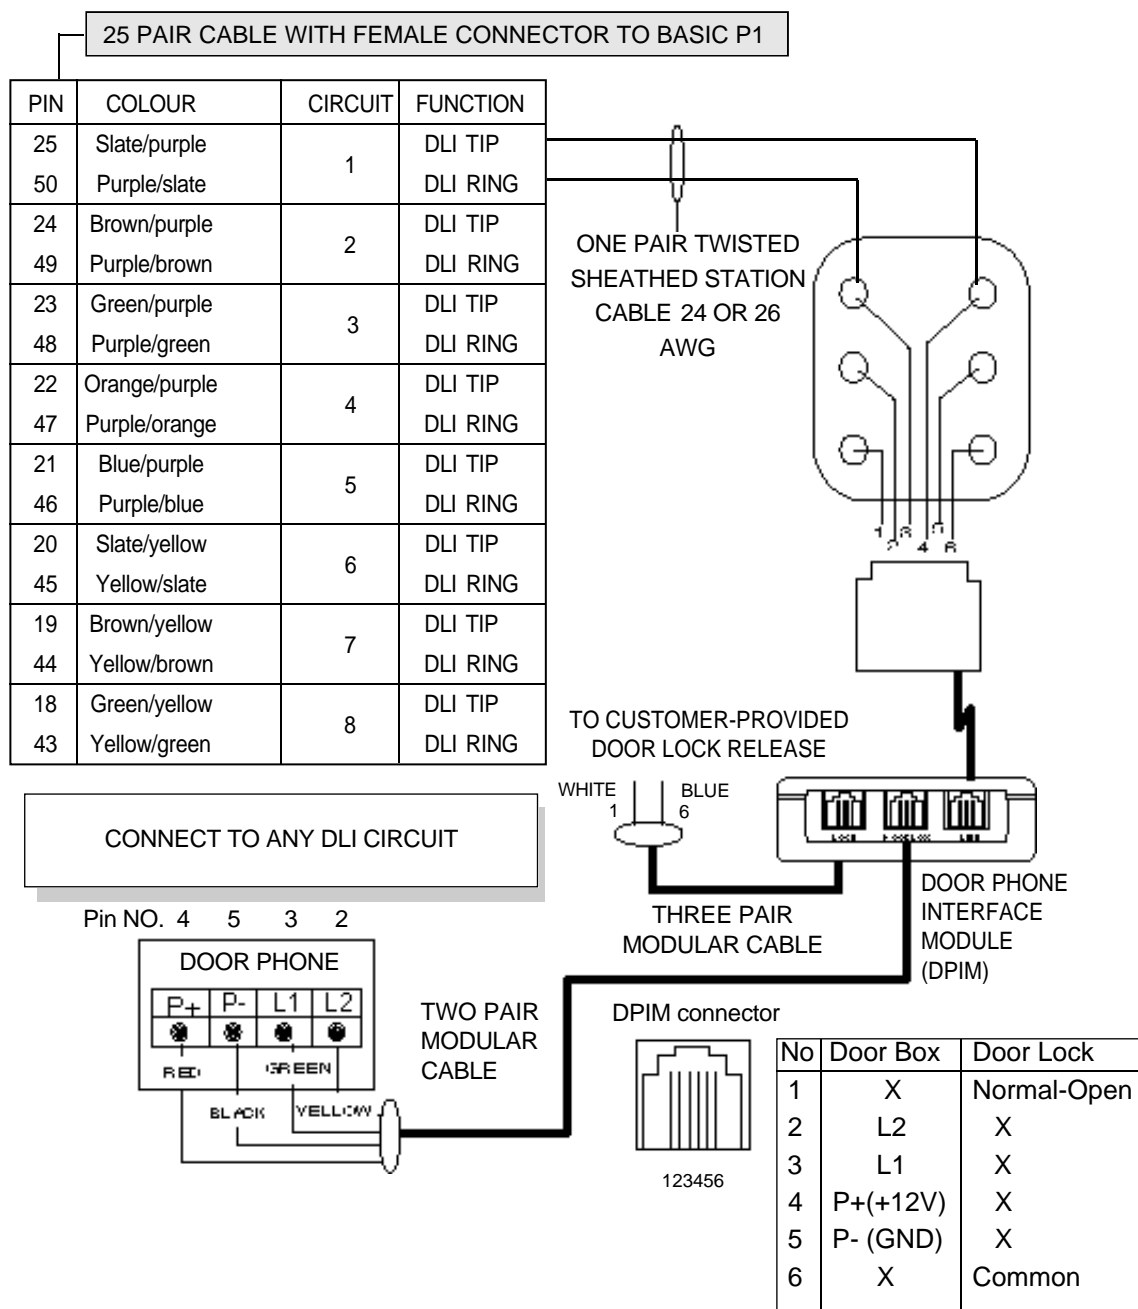 25 PAIR CABLE WITH FEMALE CONNECTOR TO BASIC P1
PIN COLOUR CIRCUIT FUNCTION
25 Slate/purple 1 DLI TIP
50 Purple/slate DLI RING
24 Brown/purple 2 DLI TIP
49 Purple/brown DLI RING
23 Green/purple 3 DLI TIP
48 Purple/green DLI RING
22 Orange/purple 4 DLI TIP
47 Purple/orange DLI RING
21 Blue/purple 5 DLI TIP
46 Purple/blue DLI RING
20 Slate/yellow 6 DLI TIP
45 Yellow/slate DLI RING
19 Brown/yellow 7 DLI TIP
44 Yellow/brown DLI RING
18 Green/yellow 8 DLI TIP
43 Yellow/green DLI RING
ONE PAIR TWISTED
SHEATHED STATION
CABLE 24 OR 26
AWG
1 2 3 4 5 6
TO CUSTOMER-PROVIDED
DOOR LOCK RELEASE
WHITE BLUE
1 6
LOCK
THREE PAIR
MODULAR CABLE
DOOR PHONE
INTERFACE
MODULE
(DPIM)
CONNECT TO ANY DLI CIRCUIT
Pin NO. 4 5 3 2
DOOR PHONE
P+ P- L1 L2
RED GREEN
BLACK YELLOW
TWO PAIR
MODULAR
CABLE
DPIM connector
123456
No Door Box Door Lock
1 X Normal-Open
2 L2 X
3 L1 X
4 P+(+12V) X
5 P- (GND) X
6 X Common